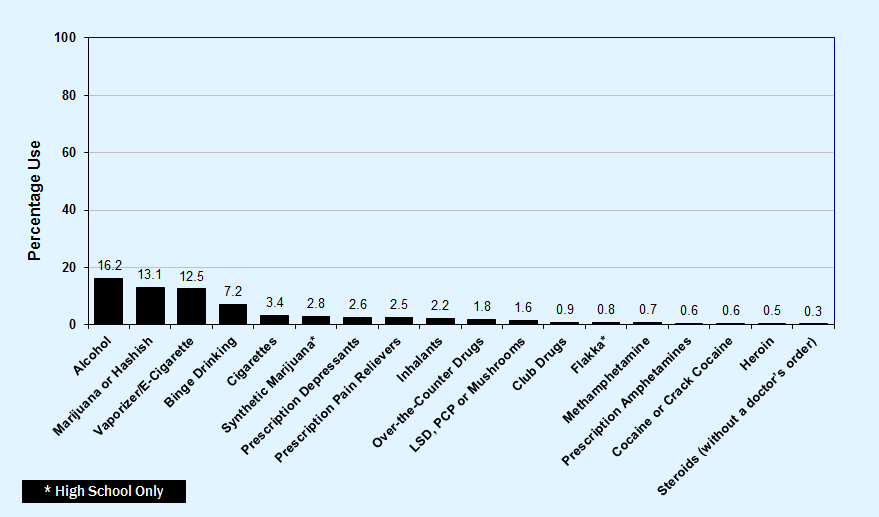 Percentage Use
100
80
60
40
20
0
16.2
13.1
12.5
7.2
3.4
2.8
2.6
2.5
2.2
1.8
1.6
0.9
0.8
0.7
0.6
0.6
0.5
0.3
Alcohol
Marijuana or Hashish
Vaporizer/E-Cigarette
Binge Drinking
Cigarettes
Synthetic Marijuana*
Prescription Depressants
Prescription Pain Relievers
Inhalants
Over-the-Counter Drugs
LSD, PCP or Mushrooms
Club Drugs
Flakka*
Methamphetamine
Prescription Amphetamines
Cocaine or Crack Cocaine
Heroin
Steroids (without a doctor's order)
* High School Only